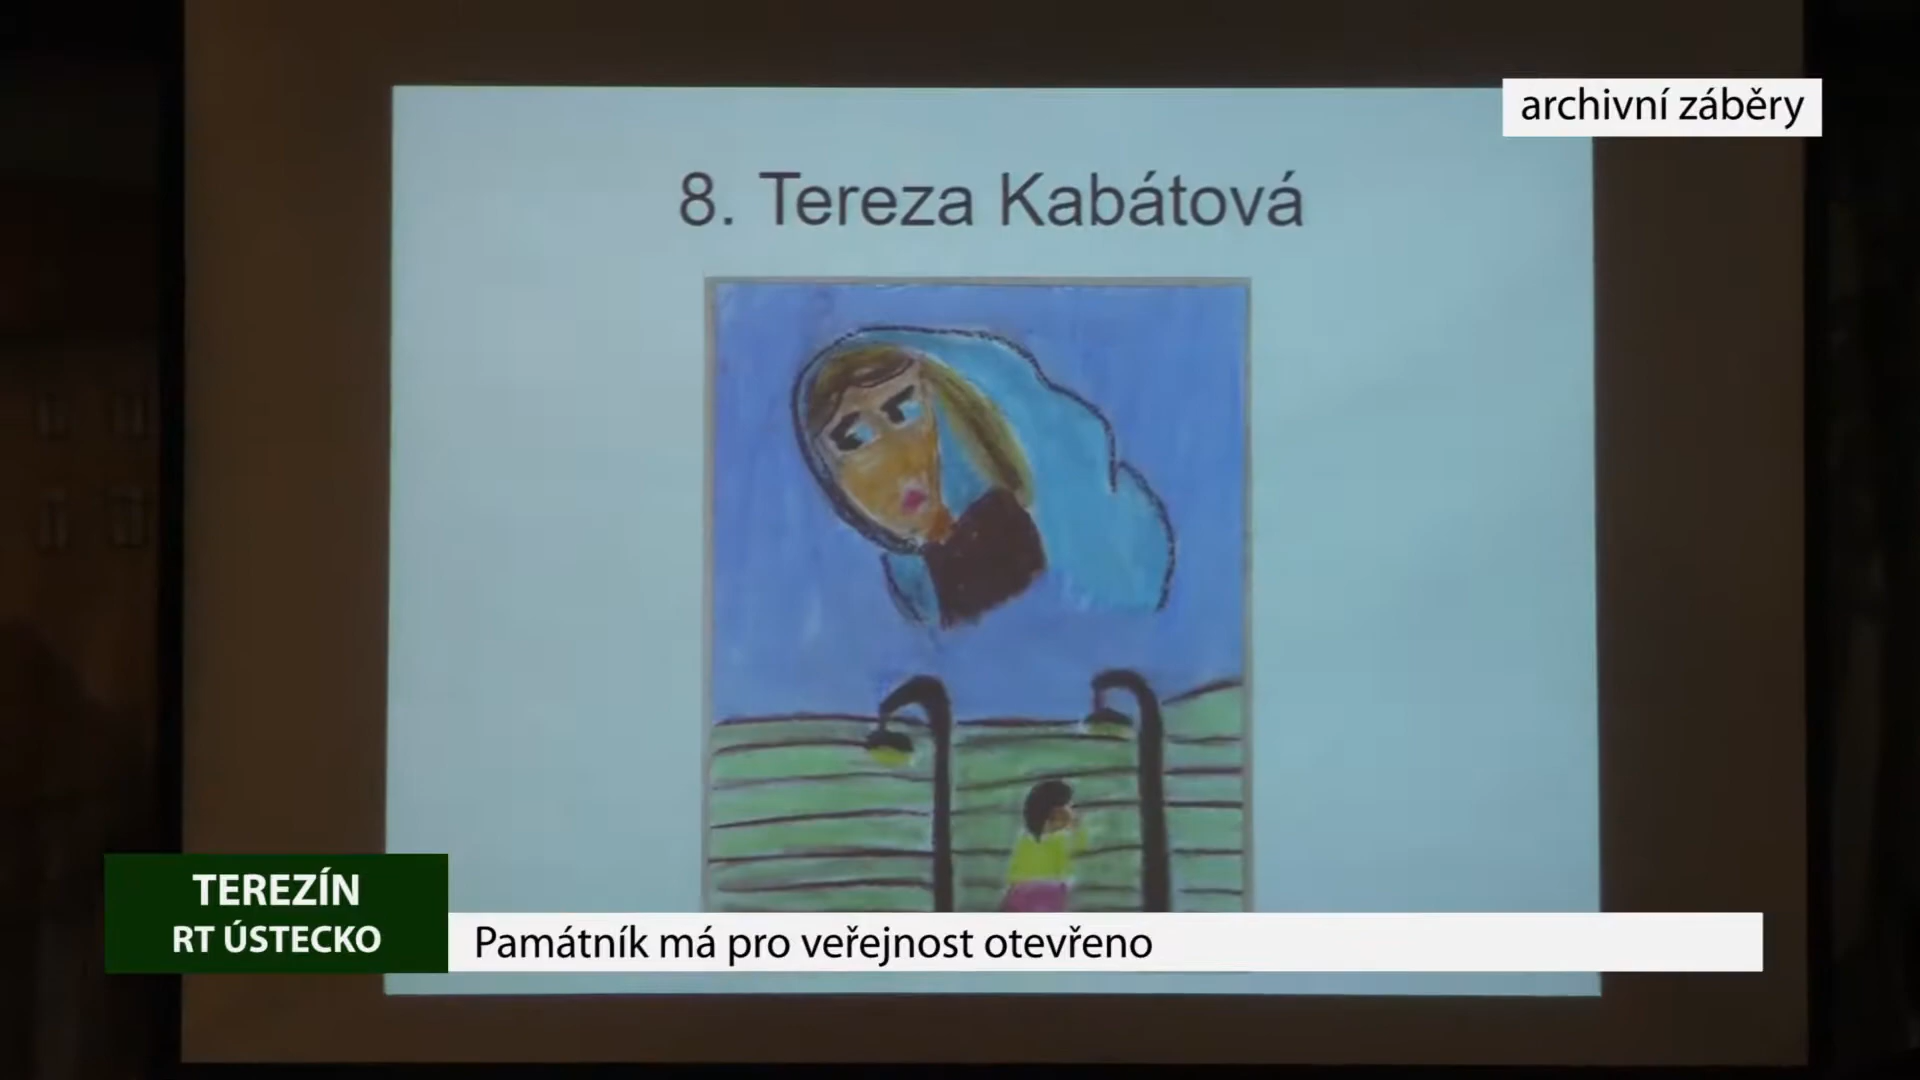 archivní záběry
8. Tereza Kabátová
TEREZÍN
RT ÚSTECKO
Památník má pro veřejnost otevřeno